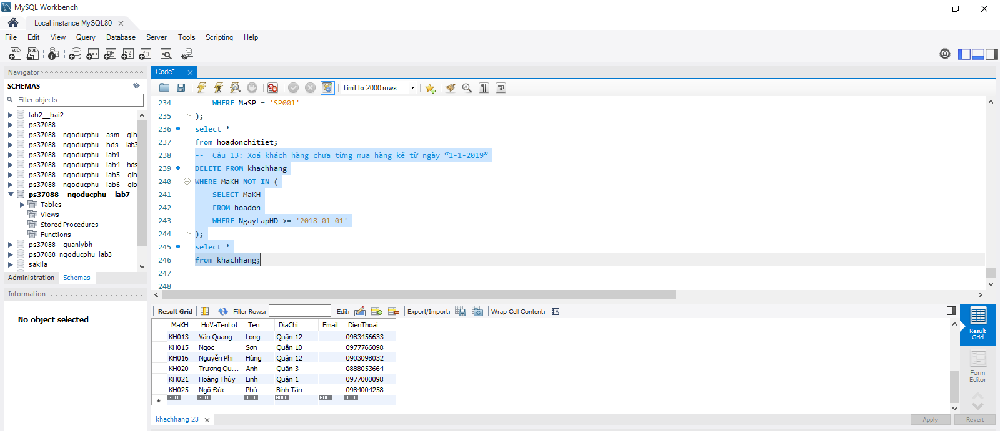 MySQL Workbench
Local instance MySQL80
File Edit View Query Database Server Tools Scripting Help
Navigator
SCHEMAS
Filter objects
lab2__bai2
ps37088
ps37088__ngoducphu__asm__qlb
ps37088__ngoducphu__bds__lab3
ps37088__ngoducphu__lab4
ps37088__ngoducphu__lab4__bds
ps37088__ngoducphu__lab5__qlb
ps37088__ngoducphu__lab6__qlb
ps37088__ngoducphu__lab7__
Tables
Views
Stored Procedures
Functions
ps37088__quanlybh
ps37088_ngoducphu_lab3
sakila
Administration Schemas
Information
No object selected
Code*
Limit to 2000 rows
234 WHERE MaSP = 'SP001'
235 );
236 select *
237 from hoadonchitiet;
238 -- Câu 13: Xoá khách hàng chưa từng mua hàng kể từ ngày “1-1-2019”
239 DELETE FROM khachhang
240 WHERE MaKH NOT IN (
241 SELECT MaKH
242 FROM hoadon
243 WHERE NgayLapHD >= '2018-01-01'
244 );
245 select *
246 from khachhang;
247
248
Result Grid Filter Rows: Edit: Export/Import: Wrap Cell Content:
MaKH HoVaTenLot Ten DiaChi Email DienThoai
KH013 Văn Quang Long Quận 12 0983456633
KH015 Ngọc Sơn Quận 10 0977766098
KH016 Nguyễn Phi Hùng Quận 12 0903098032
KH020 Trương Qu... Anh Quận 3 0888053664
KH021 Hoàng Thùy Linh Quận 1 0977000098
KH025 Ngô Đức Phú Bình Tân 0984004258
NULL NULL NULL NULL NULL NULL
Result Grid
Form Editor
khachhang 23
Apply Revert